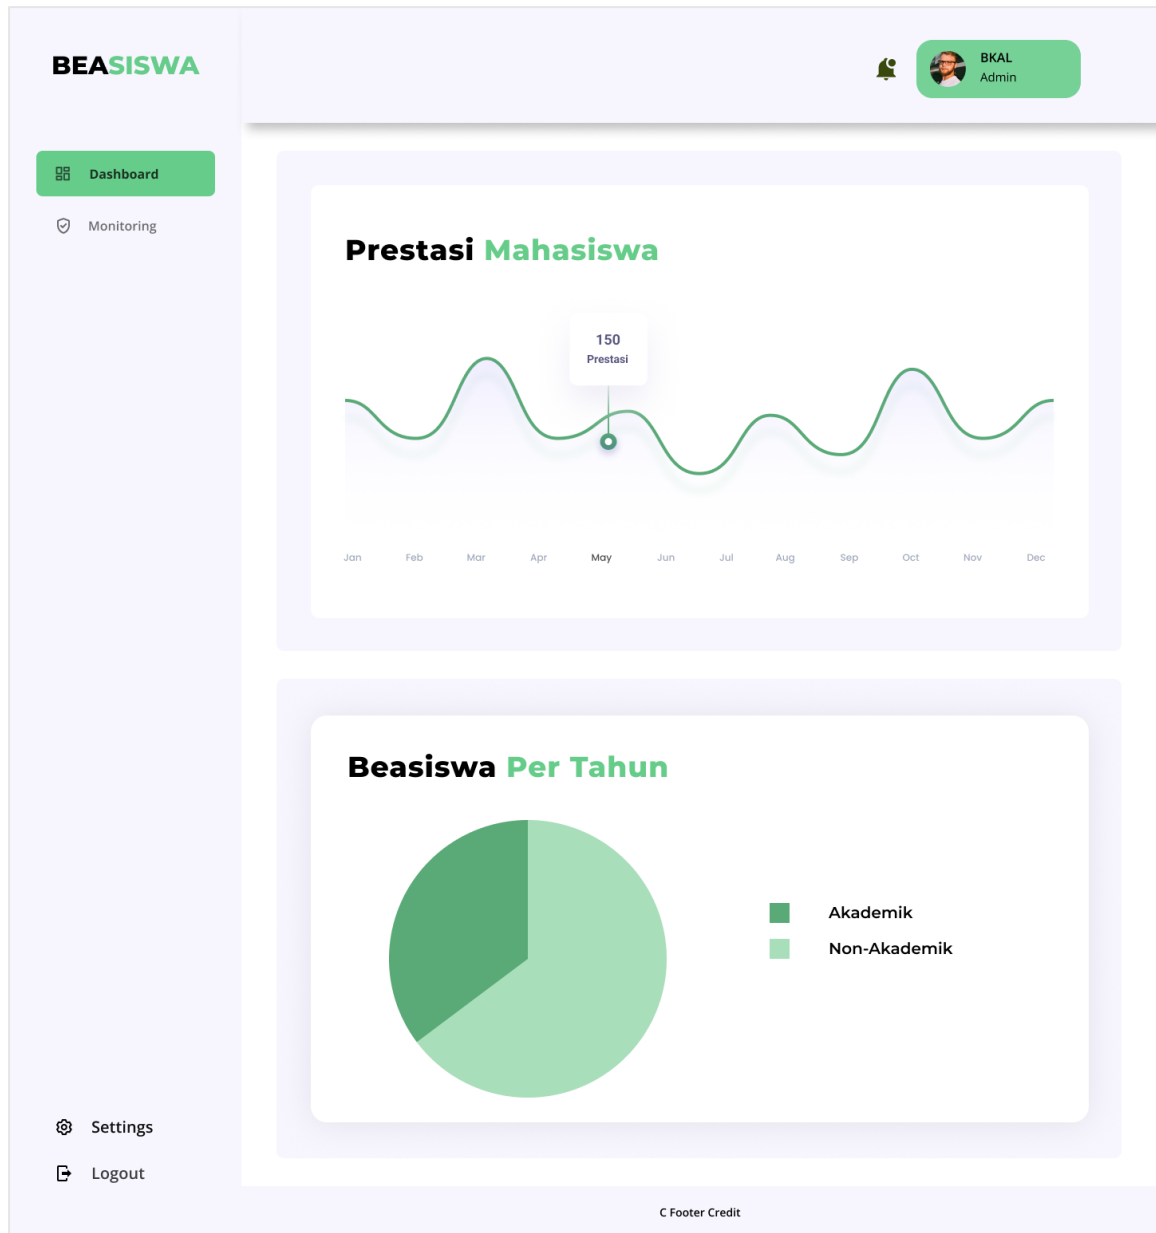 BEASISWA
BKAL
Admin
Dashboard
Monitoring
Prestasi Mahasiswa
150
Prestasi
Jan Feb Mar Apr May Jun Jul Aug Sep Oct Nov Dec
Beasiswa Per Tahun
Akademik
Non-Akademik
Settings
Logout
C Footer Credit